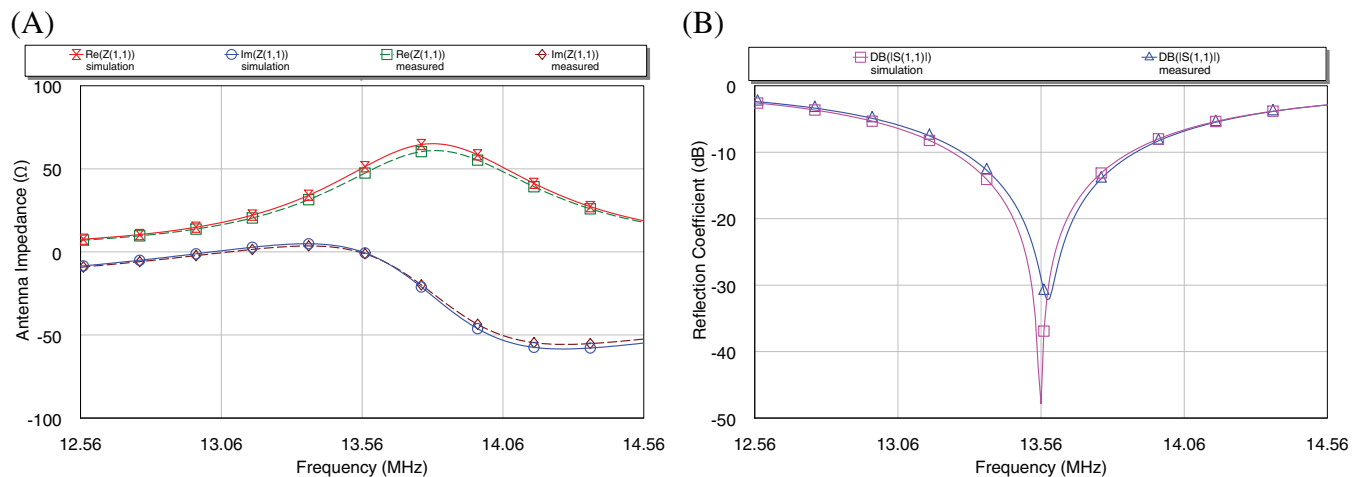 (A)
Re(Z(1,1)) simulation
Im(Z(1,1)) simulation
Re(Z(1,1)) measured
Im(Z(1,1)) measured
100
50
0
-50
-100
Antenna Impedance (Ω)
12.56 13.06 13.56 14.06 14.56
Frequency (MHz)
(B)
DB(|S(1,1)|) simulation
DB(|S(1,1)|) measured
0
-10
-20
-30
-40
-50
Reflection Coefficient (dB)
12.56 13.06 13.56 14.06 14.56
Frequency (MHz)